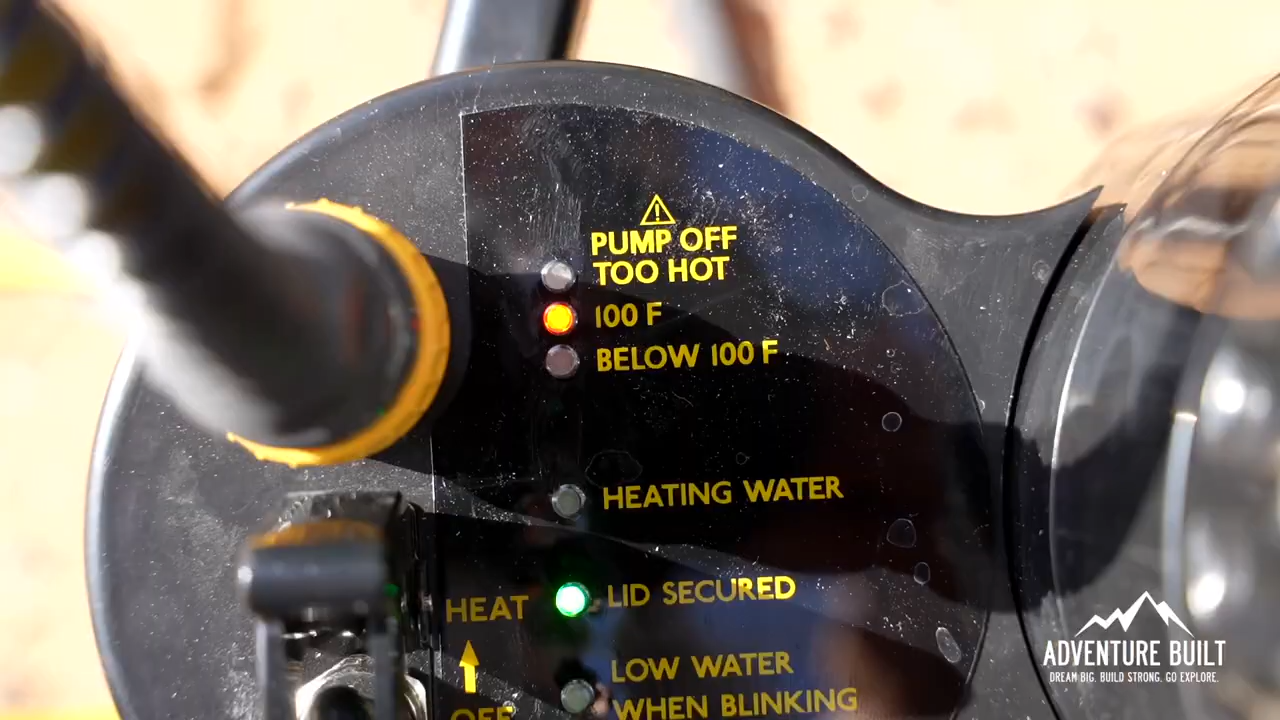 PUMP OFF
TOO HOT
100 F
BELOW 100 F
HEATING WATER
LID SECURED
HEAT
LOW WATER
WHEN BLINKING
OFF
ADVENTURE BUILT
DREAM BIG. BUILD STRONG. GO EXPLORE.